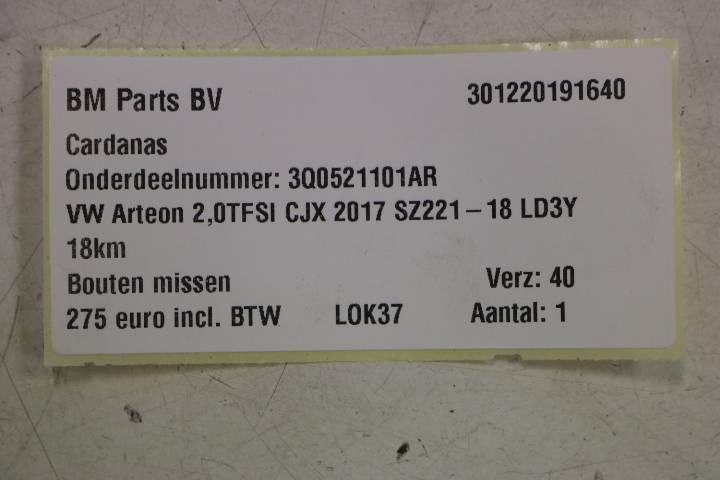 BM Parts BV 301220191640
Cardanas
Onderdeelnummer: 3Q0521101AR
VW Arteon 2,0TFSI CJX 2017 SZ221-18 LD3Y
18km
Bouten missen Verz: 40
275 euro incl. BTW LOK37 Aantal: 1